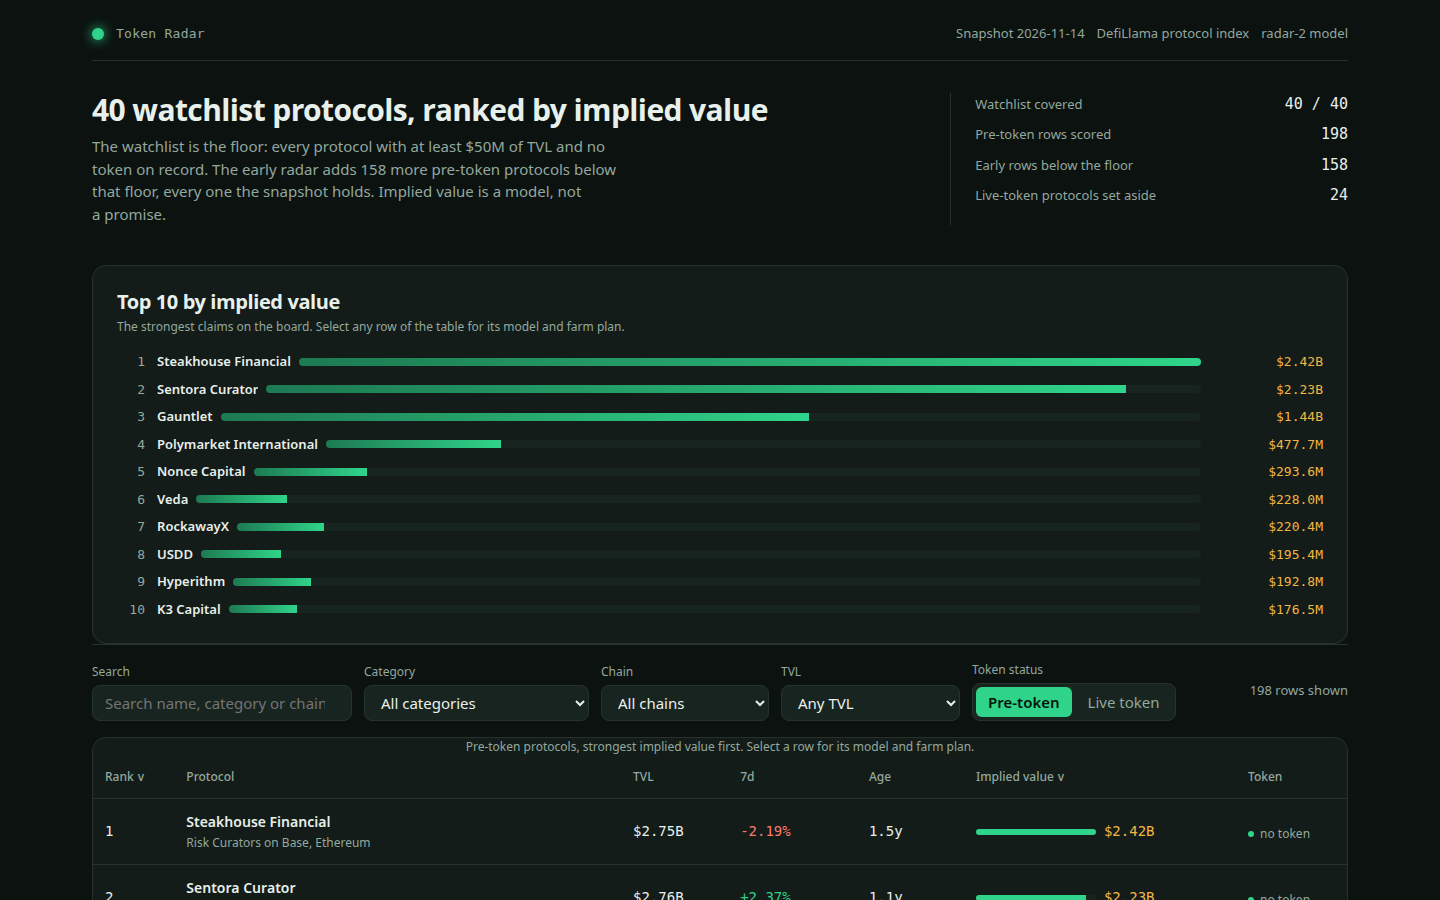 Token Radar
Snapshot 2026-11-14 DefiLlama protocol index radar-2 model
40 watchlist protocols, ranked by implied value
The watchlist is the floor: every protocol with at least $50M of TVL and no
token on record. The early radar adds 158 more pre-token protocols below
that floor, every one the snapshot holds. Implied value is a model, not
a promise.
Watchlist covered 40 / 40
Pre-token rows scored 198
Early rows below the floor 158
Live-token protocols set aside 24
Top 10 by implied value
The strongest claims on the board. Select any row of the table for its model and farm plan.
1 Steakhouse Financial $2.42B
2 Sentora Curator $2.23B
3 Gauntlet $1.44B
4 Polymarket International $477.7M
5 Nonce Capital $293.6M
6 Veda $228.0M
7 RockawayX $220.4M
8 USDD $195.4M
9 Hyperithm $192.8M
10 K3 Capital $176.5M
Search Category Chain TVL Token status
Search name, category or chain All categories All chains Any TVL Pre-token Live token 198 rows shown
Pre-token protocols, strongest implied value first. Select a row for its model and farm plan.
Rank v Protocol TVL 7d Age Implied value v Token
1 Steakhouse Financial $2.75B -2.19% 1.5y $2.42B no token
Risk Curators on Base, Ethereum
2 Sentora Curator $2.76B +2.37% 1.1y $2.23B no token